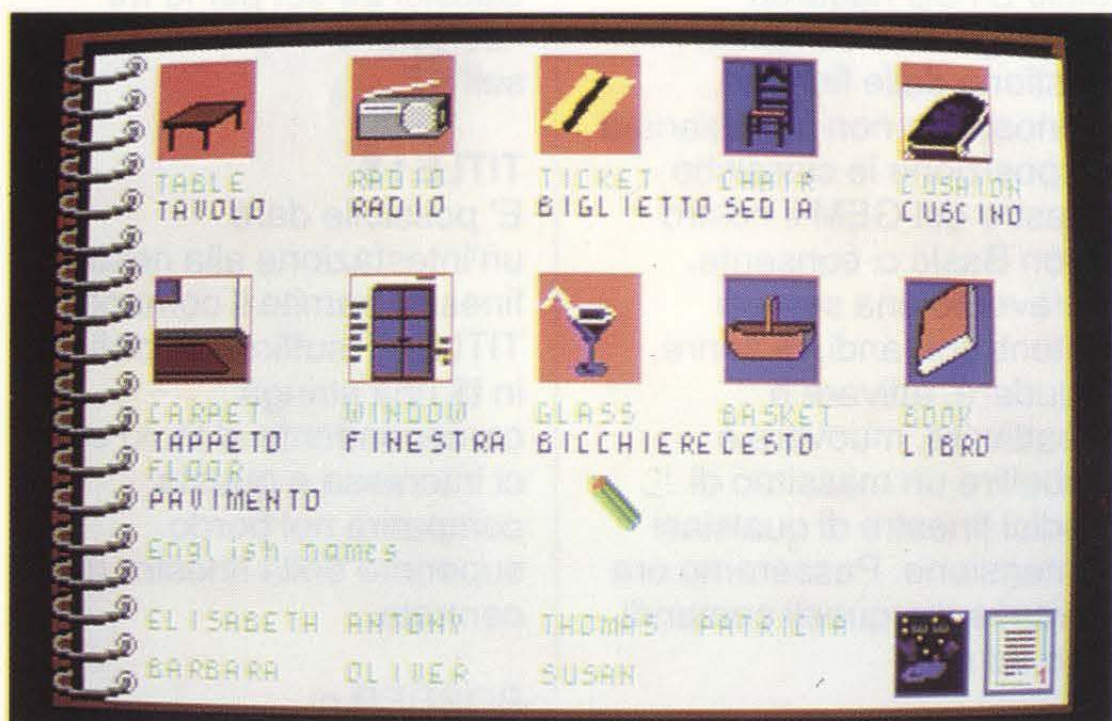 TABLE RADIO TICKET CHAIR CUSHION
TAVOLO RADIO BIGLIETTO SEDIA CUSCINO
CARPET WINDOW GLASS BASKET BOOK
TAPPETO FINESTRA BICCHIERE CESTO LIBRO
FLOOR
PAVIMENTO
English names
ELISABETH ANTONY THOMAS PATRICIA
BARBARA OLIVER SUSAN
1